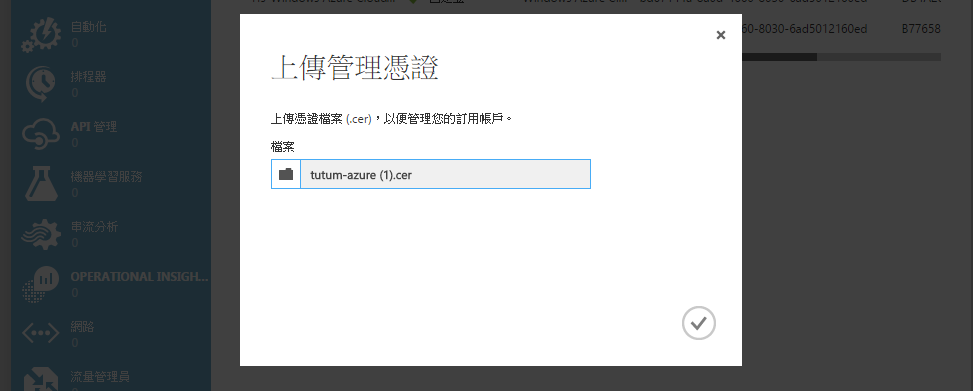 自動化
0
排程器
0
API 管理
0
機器學習服務
0
串流分析
0
OPERATIONAL INSIGH...
0
網路
0
流量管理員
0
60-8030-6ad5012160ed B77658
×
上傳管理憑證
上傳憑證檔案 (.cer)，以便管理您的訂用帳戶。
檔案
tutum-azure (1).cer